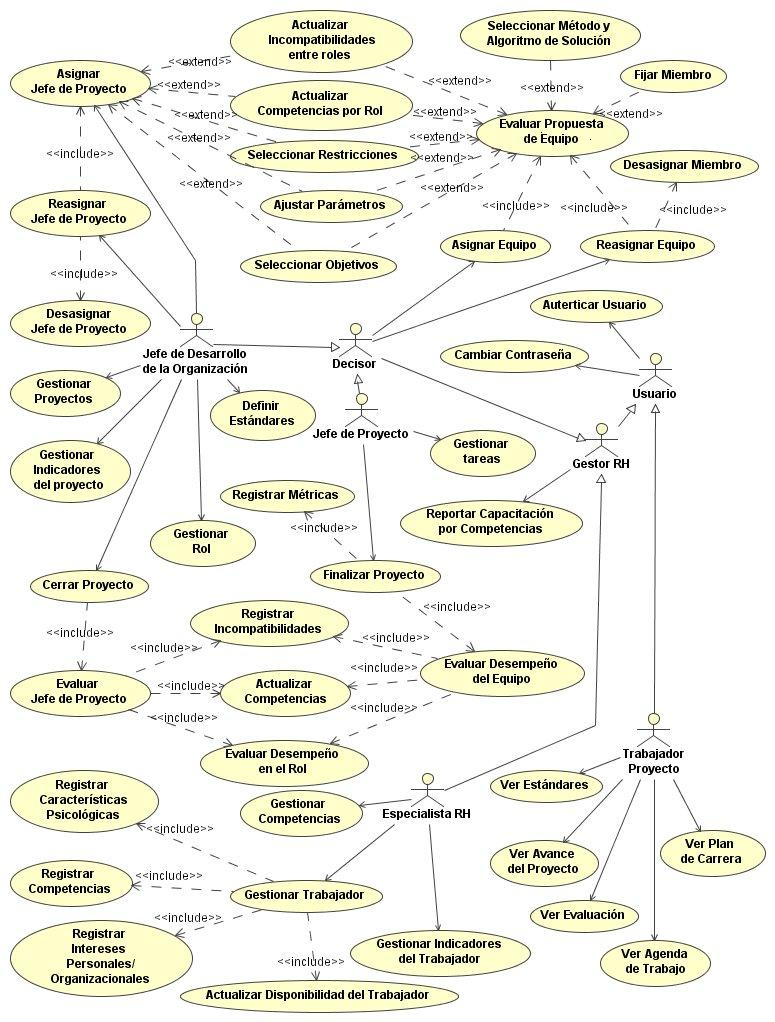 Actualizar
Incompatibilidades
entre roles
Seleccionar Método y
Algoritmo de Solución
Asignar
Jefe de Proyecto
<<extend>>
<<extend>>
<<extend>>
Fijar Miembro
<<extend>>
Actualizar
Competencias por Rol
<<extend>>
<<extend>>
<<extend>>
Evaluar Propuesta
de Equipo
<<extend>>
<<extend>>
<<include>>
Seleccionar Restricciones
<<extend>>
Desasignar Miembro
<<extend>>
<<extend>>
Reasignar
Jefe de Proyecto
Ajustar Parámetros
<<include>>
<<include>>
<<include>>
Asignar Equipo
Reasignar Equipo
<<include>>
Seleccionar Objetivos
Desasignar
Jefe de Proyecto
Auterticar Usuario
Jefe de Desarrollo
de la Organización
Decisor
Cambiar Contraseña
Usuario
Gestionar
Proyectos
Definir
Estándares
Jefe de Proyecto
Gestionar
tareas
Gestor RH
Gestionar
Indicadores
del proyecto
Registrar Métricas
Reportar Capacitación
por Competencias
<<include>>
Gestionar
Rol
Cerrar Proyecto
Finalizar Proyecto
<<include>>
Registrar
Incompatibilidades
<<include>>
<<include>>
<<include>>
Evaluar Desempeño
del Equipo
<<include>>
Evaluar
Jefe de Proyecto
<<include>>
Actualizar
Competencias
<<include>>
<<include>>
Evaluar Desempeño
en el Rol
Trabajador
Proyecto
Registrar
Características
Psicológicas
Ver Estándares
Gestionar
Competencias
Especialista RH
<<include>>
Ver Plan
de Carrera
Ver Avance
del Proyecto
Registrar
Competencias
<<include>>
Gestionar Trabajador
<<include>>
Ver Evaluación
Registrar
Intereses
Personales/
Organizacionales
Gestionar Indicadores
del Trabajador
Ver Agenda
de Trabajo
<<include>>
Actualizar Disponibilidad del Trabajador